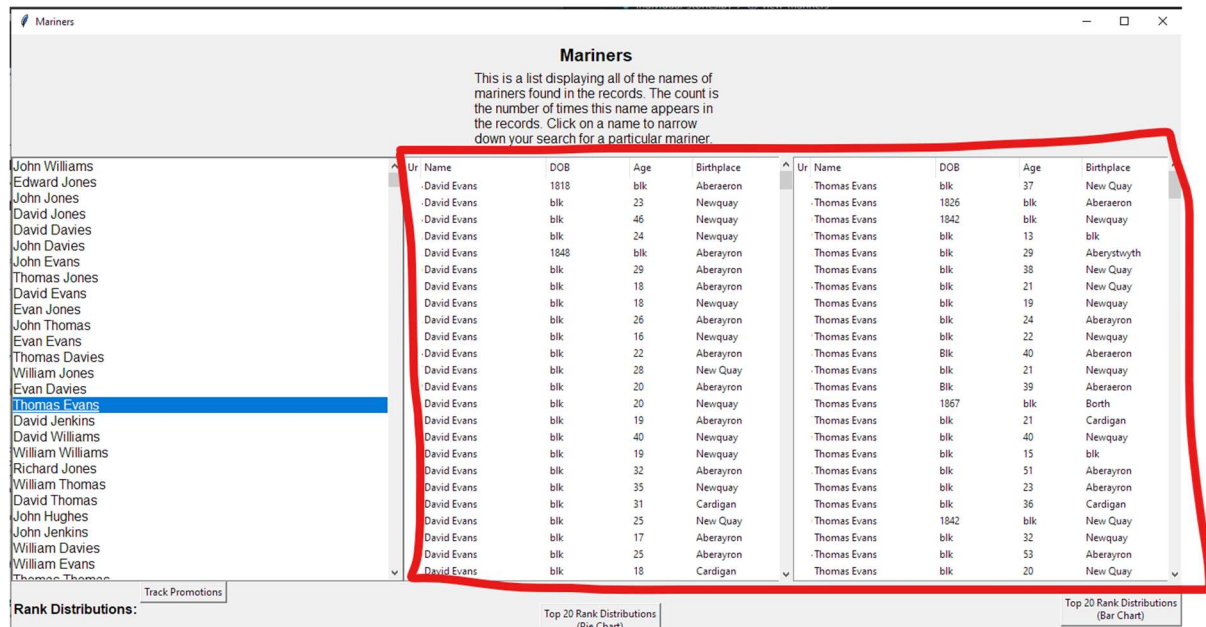 Mariners
Mariners
This is a list displaying all of the names of
mariners found in the records. The count is
the number of times this name appears in
the records. Click on a name to narrow
down your search for a particular mariner.
John Williams
Edward Jones
John Jones
David Jones
David Davies
John Davies
John Evans
Thomas Jones
David Evans
Evan Jones
John Thomas
Evan Evans
Thomas Davies
William Jones
Evan Davies
Thomas Evans
David Jenkins
David Williams
William Williams
Richard Jones
William Thomas
David Thomas
John Hughes
John Jenkins
William Davies
William Evans
Thomas Thomas
Ur Name DOB Age Birthplace
David Evans 1818 blk Aberaeron
David Evans blk 23 Newquay
David Evans blk 46 Newquay
David Evans blk 24 Newquay
David Evans 1848 blk Aberayron
David Evans blk 29 Aberayron
David Evans blk 18 Aberayron
David Evans blk 18 Newquay
David Evans blk 26 Aberayron
David Evans blk 16 Newquay
David Evans blk 22 Aberayron
David Evans blk 28 New Quay
David Evans blk 20 Aberayron
David Evans blk 20 Newquay
David Evans blk 19 Aberayron
David Evans blk 40 Newquay
David Evans blk 19 Newquay
David Evans blk 32 Aberayron
David Evans blk 35 Newquay
David Evans blk 31 Cardigan
David Evans blk 25 New Quay
David Evans blk 17 Aberayron
David Evans blk 25 Aberayron
David Evans blk 18 Cardigan
Ur Name DOB Age Birthplace
Thomas Evans blk 37 New Quay
Thomas Evans 1826 blk Aberaeron
Thomas Evans 1842 blk Newquay
Thomas Evans blk 13 blk
Thomas Evans blk 29 Aberystwyth
Thomas Evans blk 38 New Quay
Thomas Evans blk 21 New Quay
Thomas Evans blk 19 Newquay
Thomas Evans blk 24 Aberayron
Thomas Evans blk 22 Newquay
Thomas Evans Blk 40 Aberaeron
Thomas Evans blk 21 Newquay
Thomas Evans Blk 39 Aberaeron
Thomas Evans 1867 blk Borth
Thomas Evans blk 21 Cardigan
Thomas Evans blk 40 Newquay
Thomas Evans blk 15 blk
Thomas Evans blk 51 Aberayron
Thomas Evans blk 23 Aberayron
Thomas Evans blk 36 Cardigan
Thomas Evans 1842 blk New Quay
Thomas Evans blk 32 Newquay
Thomas Evans blk 53 Aberayron
Thomas Evans blk 20 New Quay
Track Promotions
Rank Distributions:
Top 20 Rank Distributions
(Pie Chart)
Top 20 Rank Distributions
(Bar Chart)